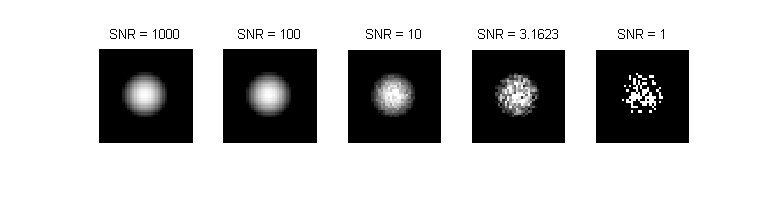 SNR = 1000 SNR = 100 SNR = 10 SNR = 3.1623 SNR = 1